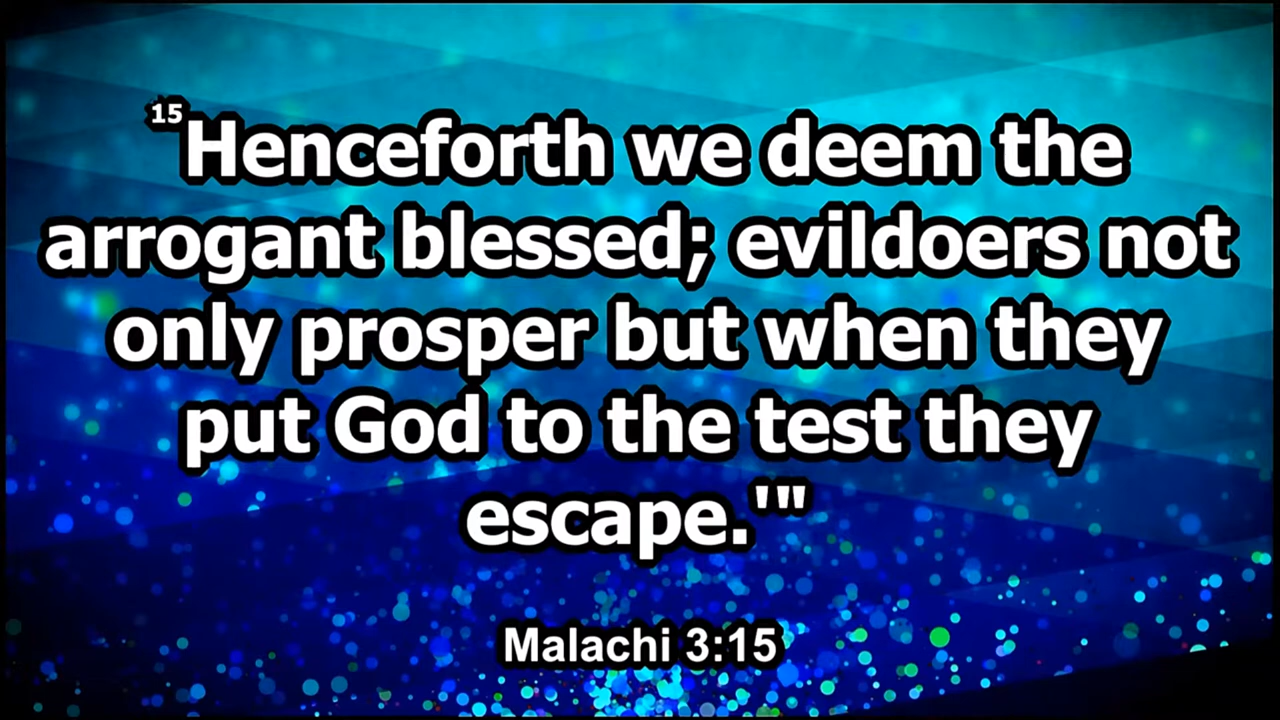 15Henceforth we deem the
arrogant blessed; evildoers not
only prosper but when they
put God to the test they
escape.'"
Malachi 3:15